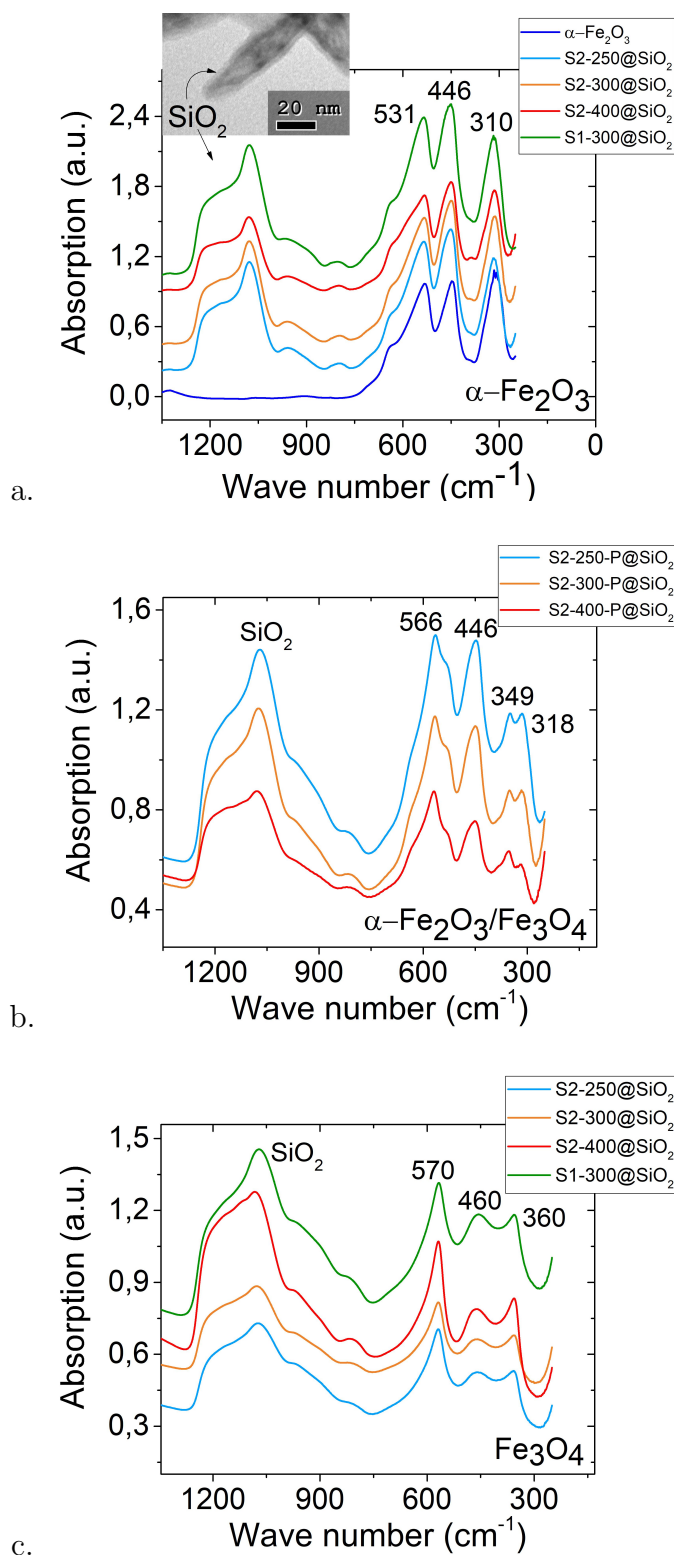 α−Fe₂O₃
S2-250@SiO₂
S2-300@SiO₂
S2-400@SiO₂
S1-300@SiO₂
SiO₂
20 nm
531
446
310
2,4
1,8
1,2
0,6
0,0
Absorption (a.u.)
α−Fe₂O₃
1200 900 600 300 0
Wave number (cm⁻¹)
a.
S2-250-P@SiO₂
S2-300-P@SiO₂
S2-400-P@SiO₂
SiO₂
566
446
349
318
1,6
1,2
0,8
0,4
Absorption (a.u.)
α−Fe₂O₃/Fe₃O₄
1200 900 600 300
Wave number (cm⁻¹)
b.
S2-250@SiO₂
S2-300@SiO₂
S2-400@SiO₂
S1-300@SiO₂
SiO₂
570
460
360
1,5
1,2
0,9
0,6
0,3
Absorption (a.u.)
Fe₃O₄
1200 900 600 300
Wave number (cm⁻¹)
c.